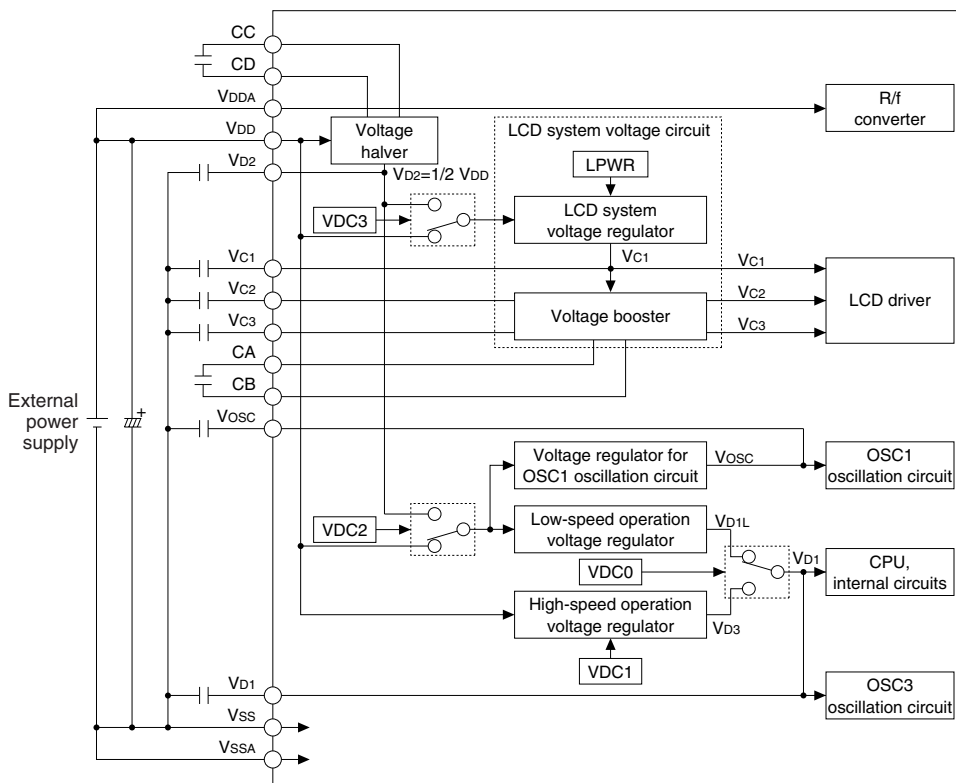 CC
CD
VDDA
R/f
converter
VDD
Voltage
halver
LCD system voltage circuit
LPWR
VD2
VD2=1/2 VDD
VDC3
LCD system
voltage regulator
VC1
VC1
VC1
VC2
Voltage booster
VC2
LCD driver
VC3
VC3
CA
CB
External
power
supply
+
VOSC
Voltage regulator for
OSC1 oscillation circuit
VOSC
OSC1
oscillation circuit
VDC2
Low-speed operation
voltage regulator
VD1L
VDC0
VD1
CPU,
internal circuits
High-speed operation
voltage regulator
VD3
VDC1
VD1
OSC3
oscillation circuit
VSS
VSSA